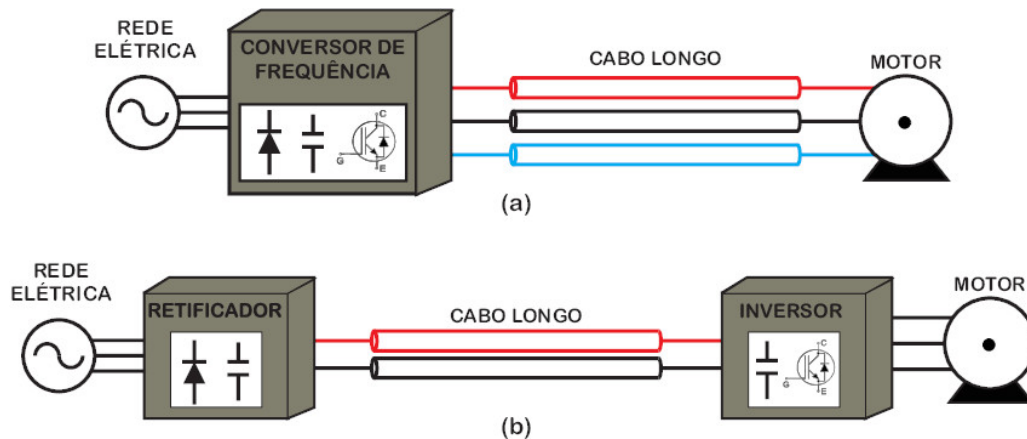 REDE
ELÉTRICA
CONVERSOR DE
FREQUÊNCIA
C
G
E
CABO LONGO
MOTOR
(a)
REDE
ELÉTRICA
RETIFICADOR
CABO LONGO
INVERSOR
C
G
E
MOTOR
(b)